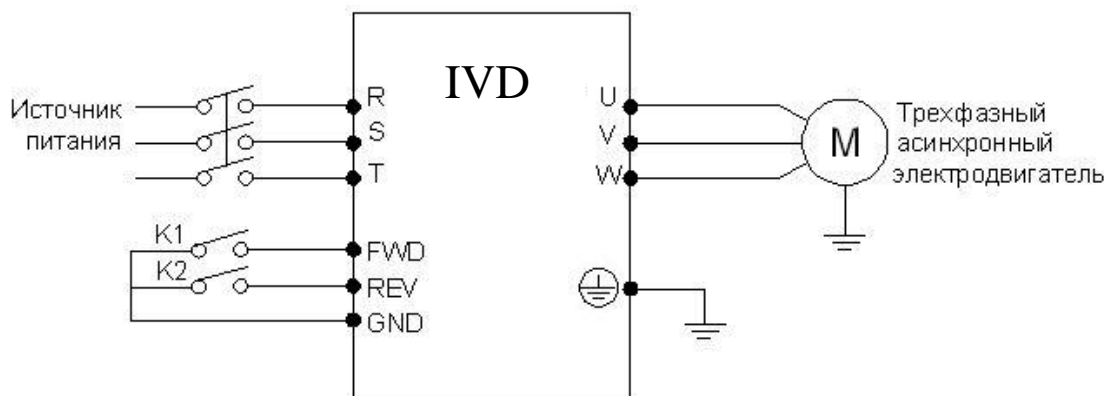 IVD
Источник
питания
R
S
T
U
V
W
M
Трехфазный
асинхронный
электродвигатель
K1
FWD
K2
REV
GND